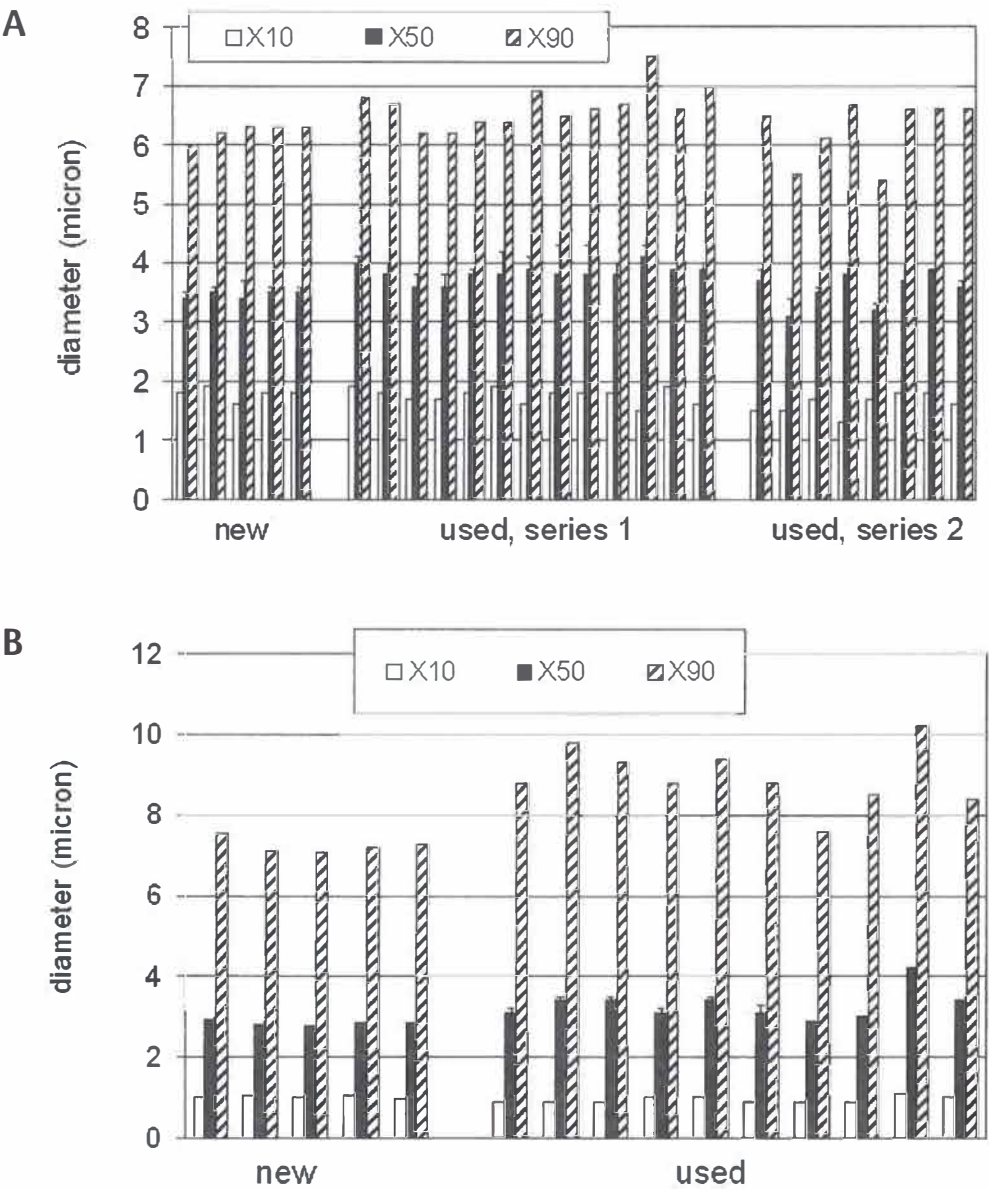 A
8
X10 X50 X90
7
6
5
4
3
2
1
0
diameter (micron)
new used, series 1 used, series 2
B
12
X10 X50 X90
10
8
6
4
2
0
diameter (micron)
new used